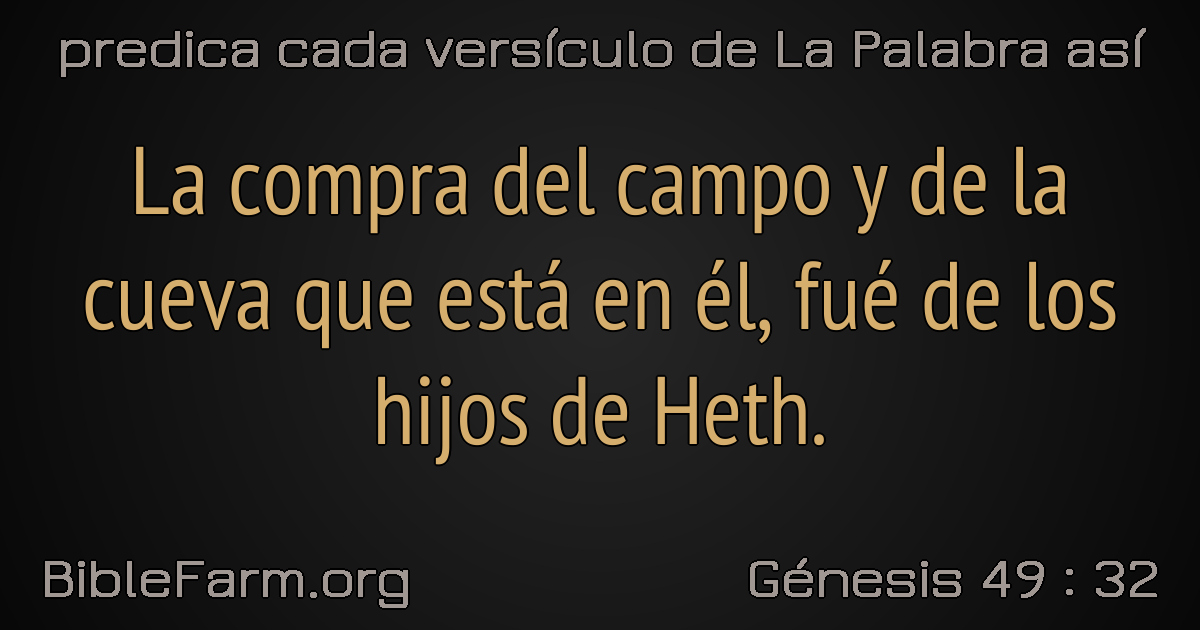 predica cada versículo de La Palabra así
La compra del campo y de la
cueva que está en él, fué de los
hijos de Heth.
BibleFarm.org
Génesis 49 : 32